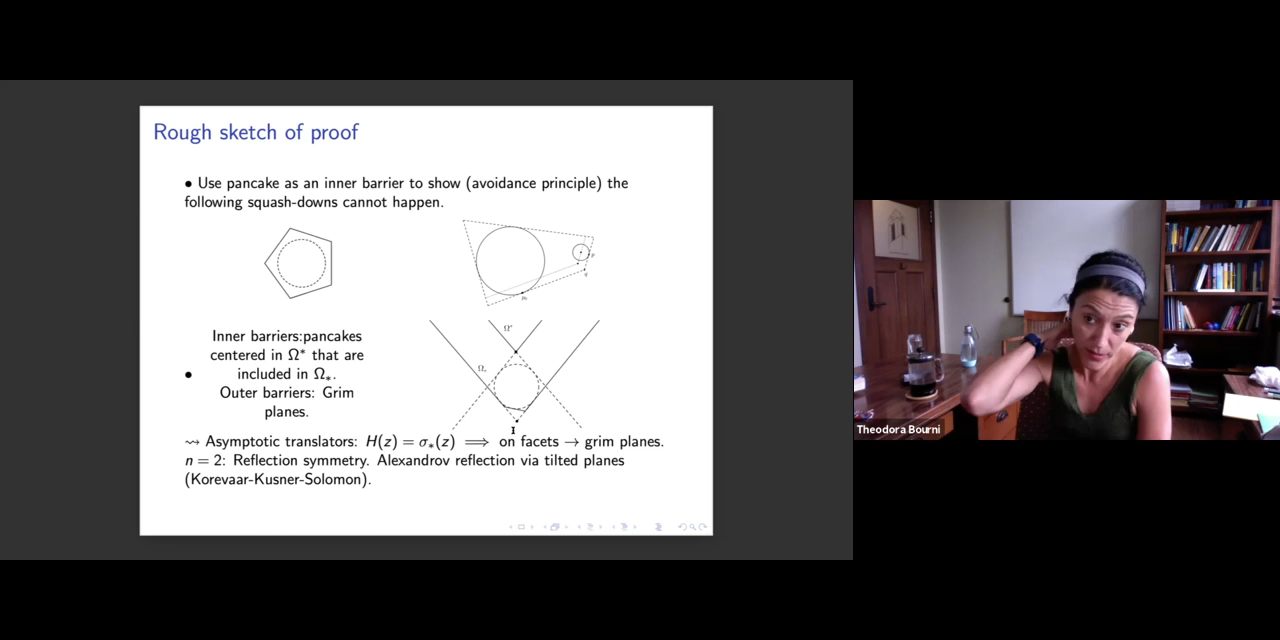 Rough sketch of proof
• Use pancake as an inner barrier to show (avoidance principle) the
following squash-downs cannot happen.
Ω*
Ω*
Inner barriers:pancakes
centered in Ω* that are
• included in Ω*.
Outer barriers: Grim
planes.
⇝ Asymptotic translators: H(z) = σ*(z) ⟹ on facets → grim planes.
n = 2: Reflection symmetry. Alexandrov reflection via tilted planes
(Korevaar-Kusner-Solomon).
Theodora Bourni